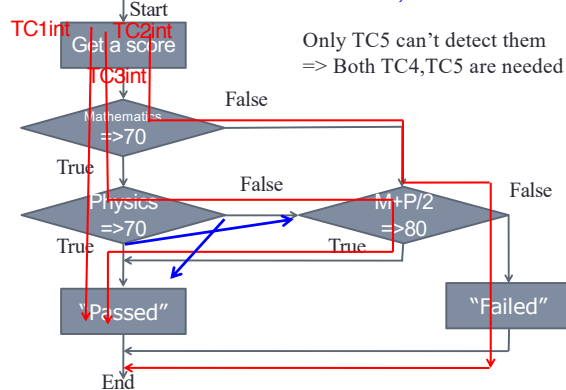 Start
TC1int
TC2int
Get a score
TC3int
Only TC5 can’t detect them
=> Both TC4,TC5 are needed
False
Mathematics
=>70
True
False
Physics
=>70
M+P/2
=>80
False
True
True
“Passed”
“Failed”
End